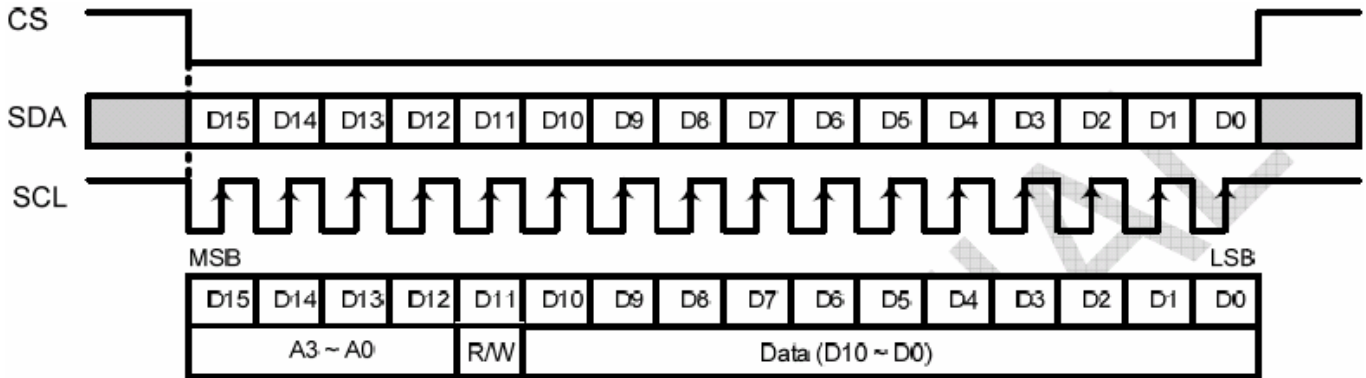 CS
SDA D15 D14 D13 D12 D11 D10 D9 D8 D7 D6 D5 D4 D3 D2 D1 D0
SCL
MSB LSB
D15 D14 D13 D12 D11 D10 D9 D8 D7 D6 D5 D4 D3 D2 D1 D0
A3 ~ A0 R/W Data (D10 ~ D0)